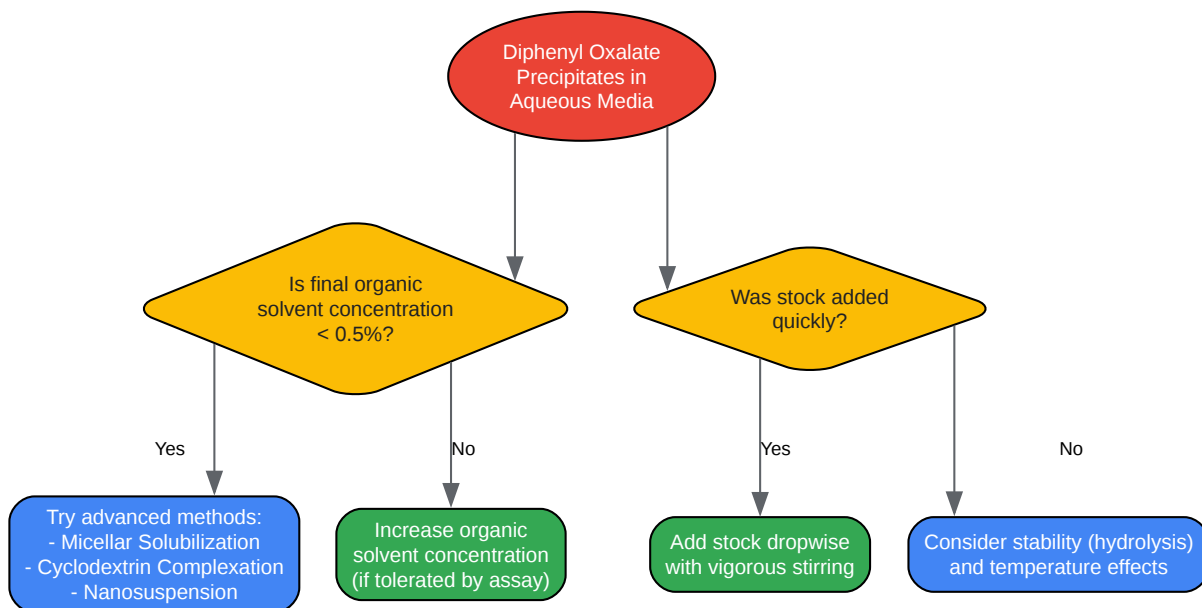 Diphenyl Oxalate
Precipitates in
Aqueous Media
Is final organic
solvent concentration
< 0.5%?
Was stock added
quickly?
Yes
No
Yes
No
Try advanced methods:
- Micellar Solubilization
- Cyclodextrin Complexation
- Nanosuspension
Increase organic
solvent concentration
(if tolerated by assay)
Add stock dropwise
with vigorous stirring
Consider stability (hydrolysis)
and temperature effects